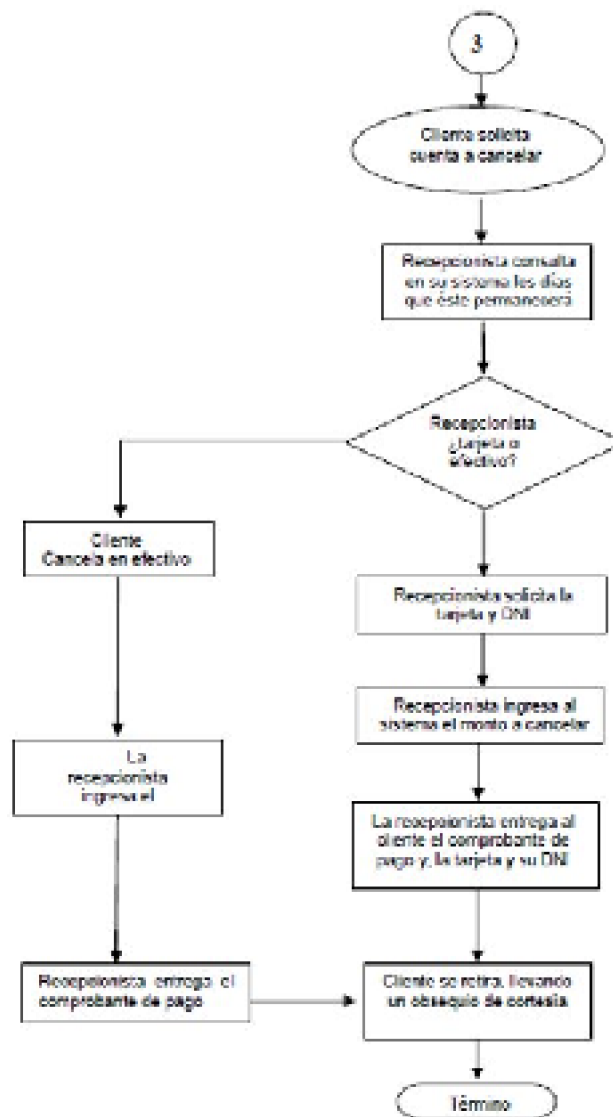 3
Cliente solicita
cuenta a cancelar
Recepcionista consulta
en su sistema los días
que éste permanecerá
Recepcionista
¿tarjeta o
efectivo?
Cliente
Cancela en efectivo
Recepcionista solicita la
tarjeta y DNI
Recepcionista ingresa al
sistema el monto a cancelar
La
recepcionista
ingresa el
La recepcionista entrega al
cliente el comprobante de
pago y, la tarjeta y su DNI
Recepcionista entrega el
comprobante de pago
Cliente se retira, llevando
un obsequio de cortesía
Término